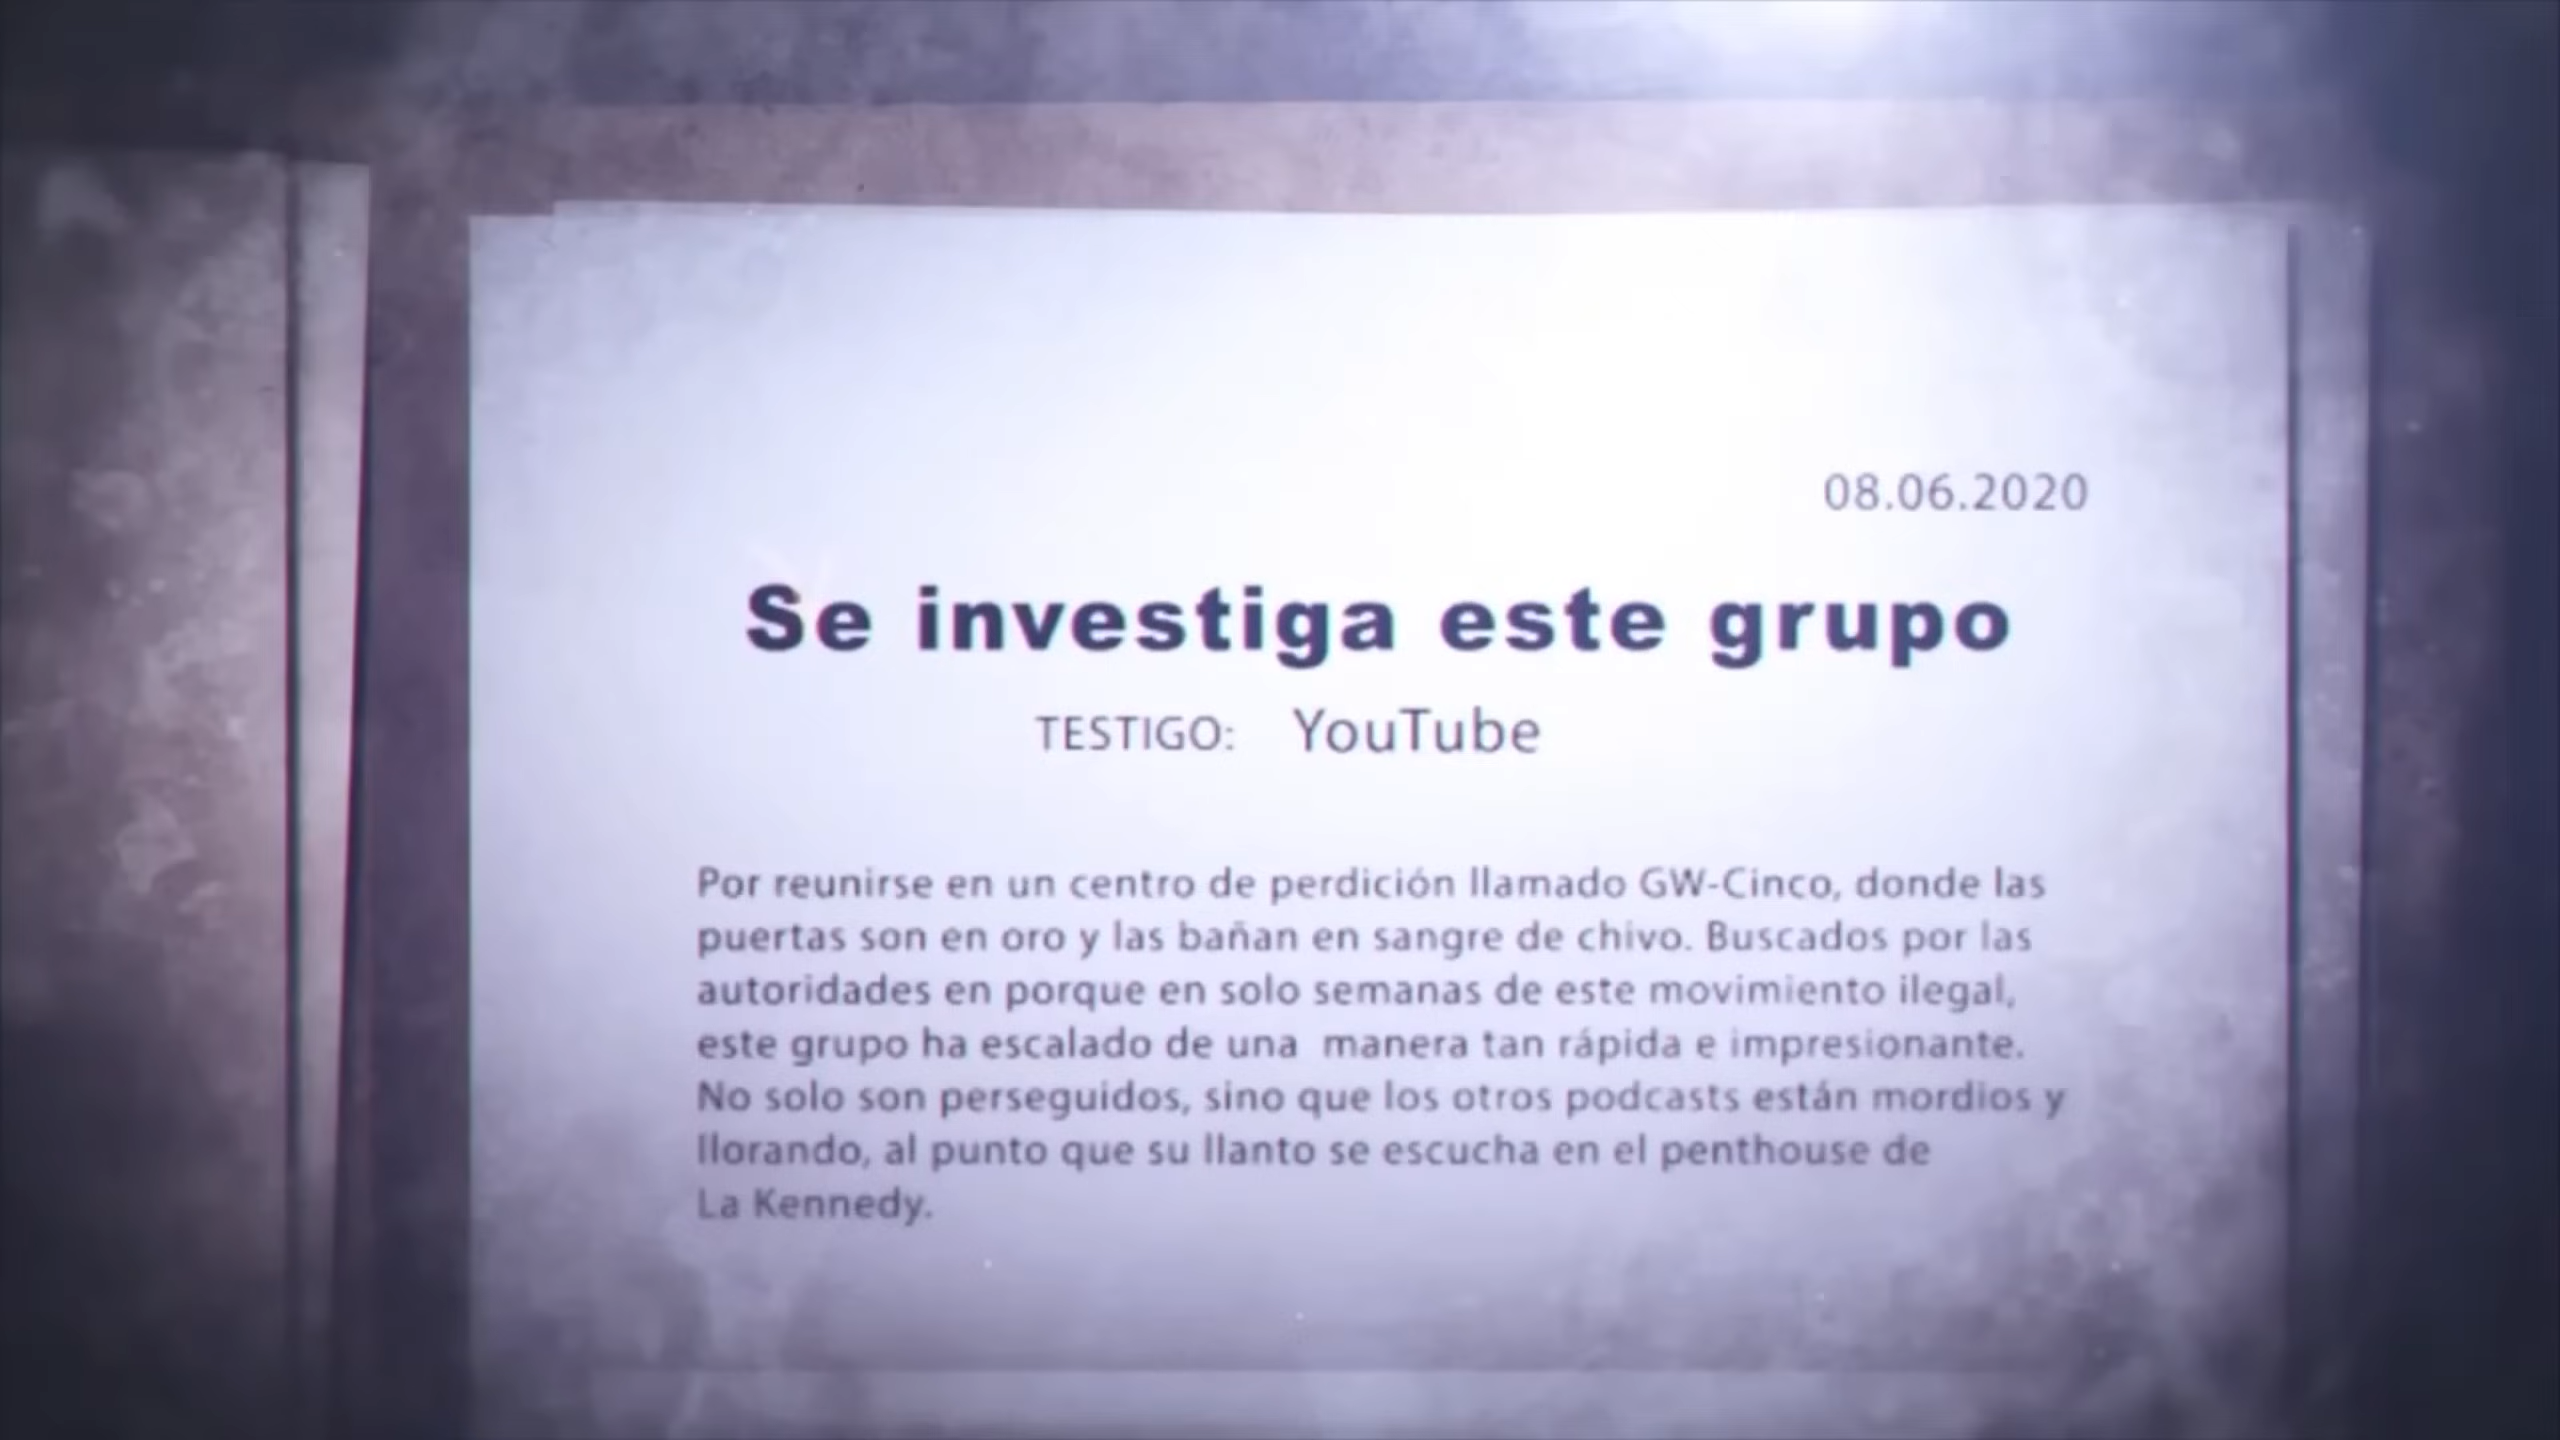 08.06.2020
Se investiga este grupo
TESTIGO: YouTube
Por reunirse en un centro de perdición llamado GW-Cinco, donde las
puertas son en oro y las bañan en sangre de chivo. Buscados por las
autoridades en porque en solo semanas de este movimiento ilegal,
este grupo ha escalado de una  manera tan rápida e impresionante.
No solo son perseguidos, sino que los otros podcasts están mordios y
llorando, al punto que su llanto se escucha en el penthouse de
La Kennedy.